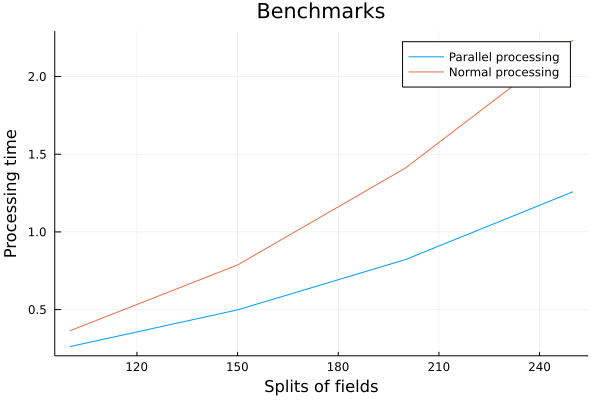 Benchmarks
Parallel processing
Normal processing
Processing time
2.0
1.5
1.0
0.5
120 150 180 210 240
Splits of fields